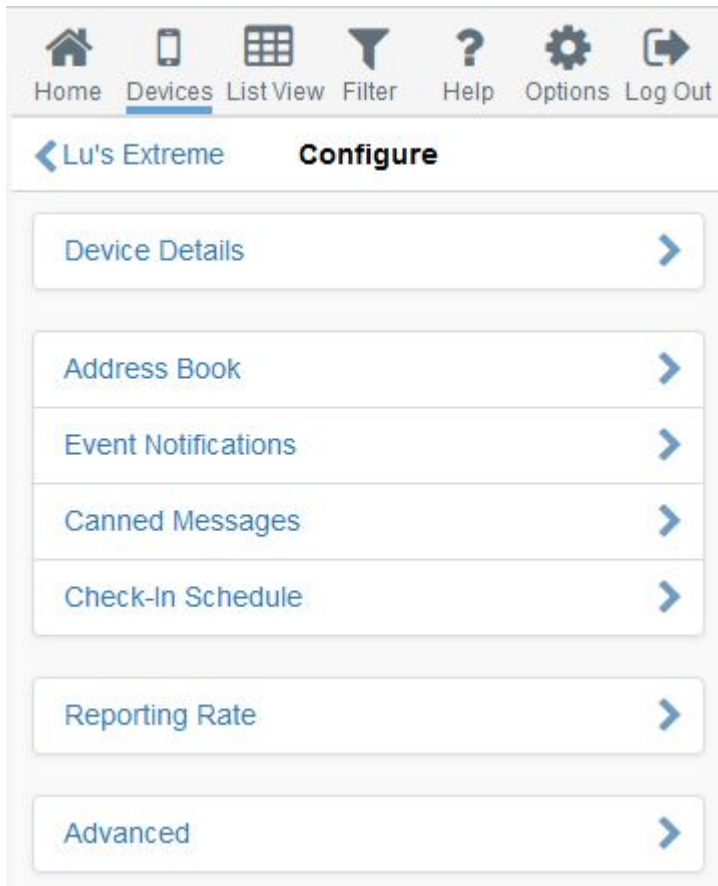 Home Devices List View Filter Help Options Log Out
Lu's Extreme Configure
Device Details
Address Book
Event Notifications
Canned Messages
Check-In Schedule
Reporting Rate
Advanced